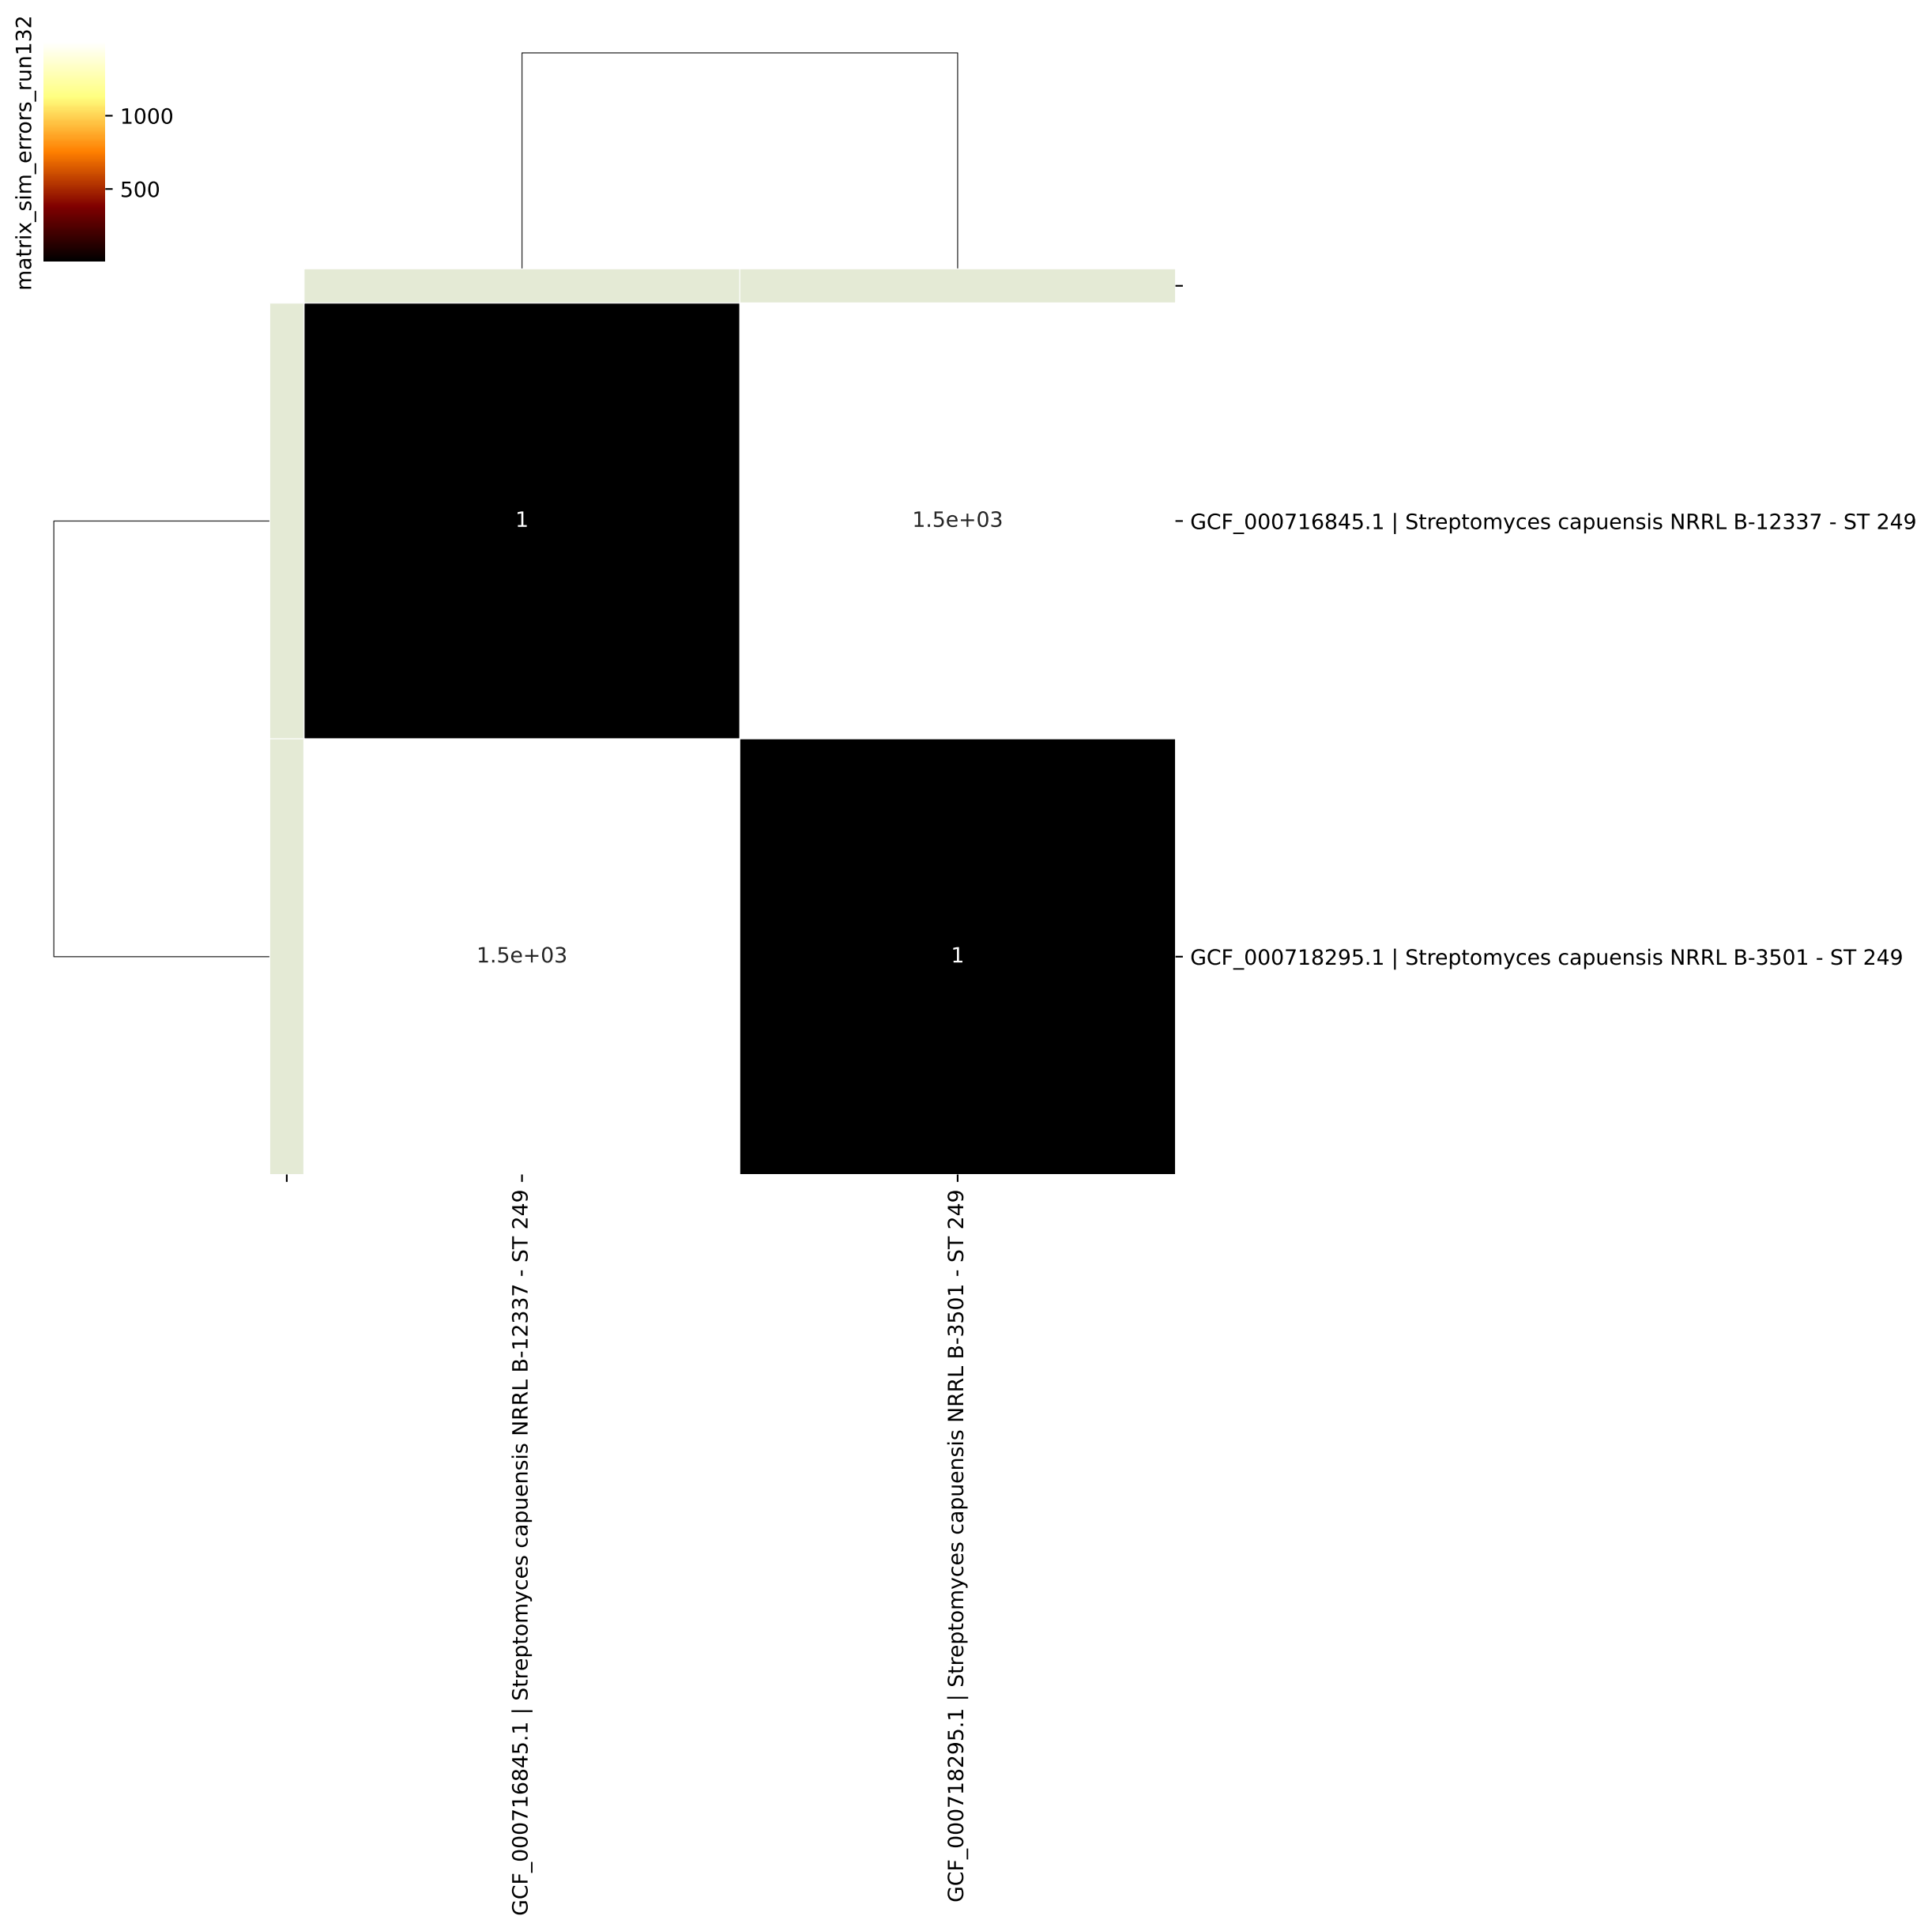 matrix_sim_errors_run132
1000
500
1
1.5e+03
GCF_000716845.1 | Streptomyces capuensis NRRL B-12337 - ST 249
1.5e+03
1
GCF_000718295.1 | Streptomyces capuensis NRRL B-3501 - ST 249
GCF_000716845.1 | Streptomyces capuensis NRRL B-12337 - ST 249
GCF_000718295.1 | Streptomyces capuensis NRRL B-3501 - ST 249